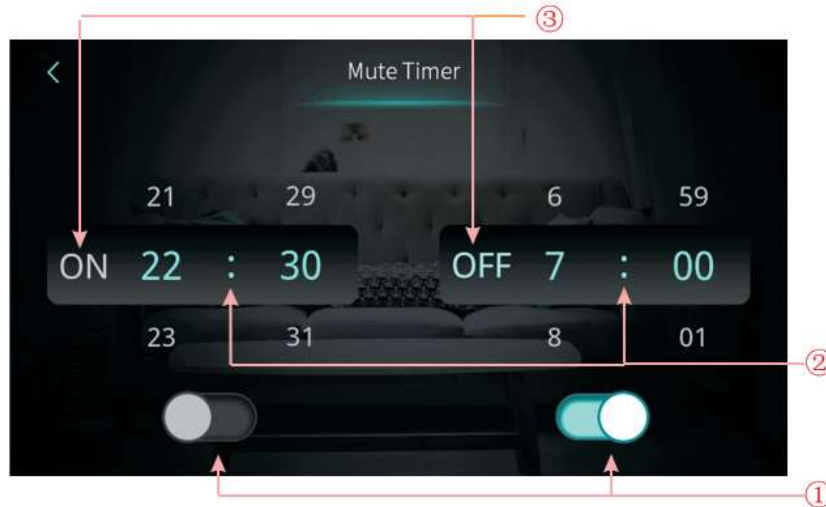 ③
< Mute Timer
21 29 6 59
ON 22 : 30 OFF 7 : 00
23 31 8 01
②
①